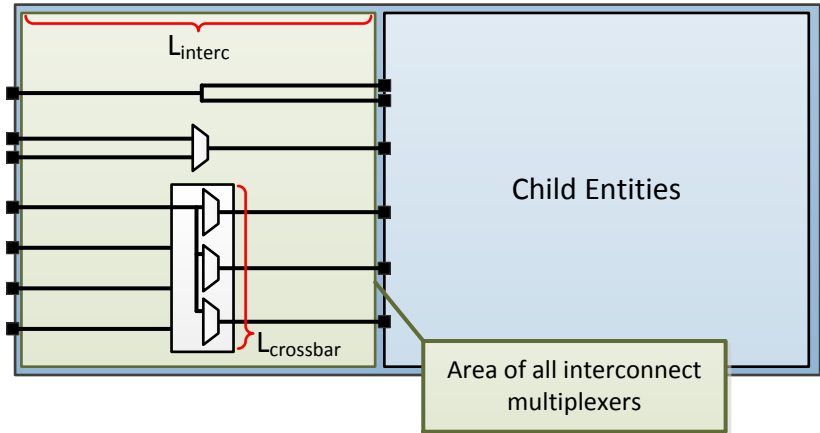 Linterc
Child Entities
Lcrossbar
Area of all interconnect
multiplexers